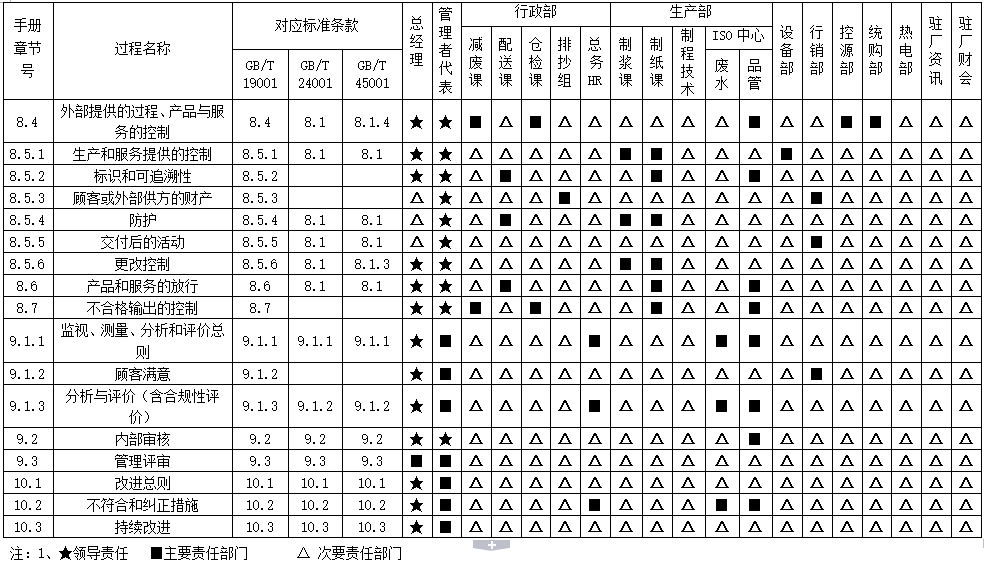 手册章节号 过程名称 对应标准条款 总经理 管理者代表 行政部 生产部 设备部 行销部 控源部 统购部 热电部 驻厂资讯 驻厂财会
GB/T 19001 GB/T 24001 GB/T 45001 减废课 配送课 仓检课 排抄组 总务HR 制浆课 制纸课 制程技术 ISO中心 废水 品管
8.4 外部提供的过程、产品与服务的控制 8.4 8.1 8.1.4 ★ ★ ■ △ ■ △ △ △ △ △ △ ■ △ △ ■ ■ △ △ △
8.5.1 生产和服务提供的控制 8.5.1 8.1 8.1 ★ ★ △ △ △ △ △ ■ ■ △ △ △ ■ △ △ △ △ △ △
8.5.2 标识和可追溯性 8.5.2 ★ ★ △ ■ △ △ △ △ ■ △ △ ■ △ △ △ △ △ △ △
8.5.3 顾客或外部供方的财产 8.5.3 △ ★ △ △ △ ■ △ △ △ △ △ △ △ ■ △ △ △ △ △
8.5.4 防护 8.5.4 8.1 8.1 △ ★ △ ■ △ △ △ ■ ■ △ △ △ △ △ △ △ △ △ △
8.5.5 交付后的活动 8.5.5 8.1 8.1 △ ★ △ △ △ △ △ △ △ △ △ △ △ ■ △ △ △ △ △
8.5.6 更改控制 8.5.6 8.1 8.1.3 ★ ★ △ △ △ △ △ ■ ■ △ △ △ △ △ △ △ △ △ △
8.6 产品和服务的放行 8.6 8.1 8.1 ★ ★ △ ■ △ △ △ △ ■ △ △ ■ △ △ △ △ △ △ △
8.7 不合格输出的控制 8.7 ★ ★ ■ △ ■ △ △ △ ■ △ △ ■ △ △ △ △ △ △ △
9.1.1 监视、测量、分析和评价总则 9.1.1 9.1.1 9.1.1 ★ ■ △ △ △ △ ■ △ △ △ ■ ■ △ △ △ △ △ △ △
9.1.2 顾客满意 9.1.2 ★ ■ △ △ △ △ △ △ △ △ △ △ △ ■ △ △ △ △ △
9.1.3 分析与评价（含合规性评价） 9.1.3 9.1.2 9.1.2 ★ ■ △ △ △ △ ■ △ △ △ ■ ■ △ △ △ △ △ △ △
9.2 内部审核 9.2 9.2 9.2 ★ ★ △ △ △ △ △ △ △ △ △ ■ △ △ △ △ △ △ △
9.3 管理评审 9.3 9.3 9.3 ■ ■ △ △ △ △ △ △ △ △ △ △ △ △ △ △ △ △ △
10.1 改进总则 10.1 10.1 10.1 ★ ■ △ △ △ △ △ △ △ △ △ △ △ △ △ △ △ △ △
10.2 不符合和纠正措施 10.2 10.2 10.2 ★ ■ △ △ △ △ ■ △ △ △ ■ ■ △ △ △ △ △ △ △
10.3 持续改进 10.3 10.3 10.3 ★ ■ △ △ △ △ △ △ △ △ △ △ △ △ △ △ △ △ △
注：1、★领导责任 ■主要责任部门 △ 次要责任部门